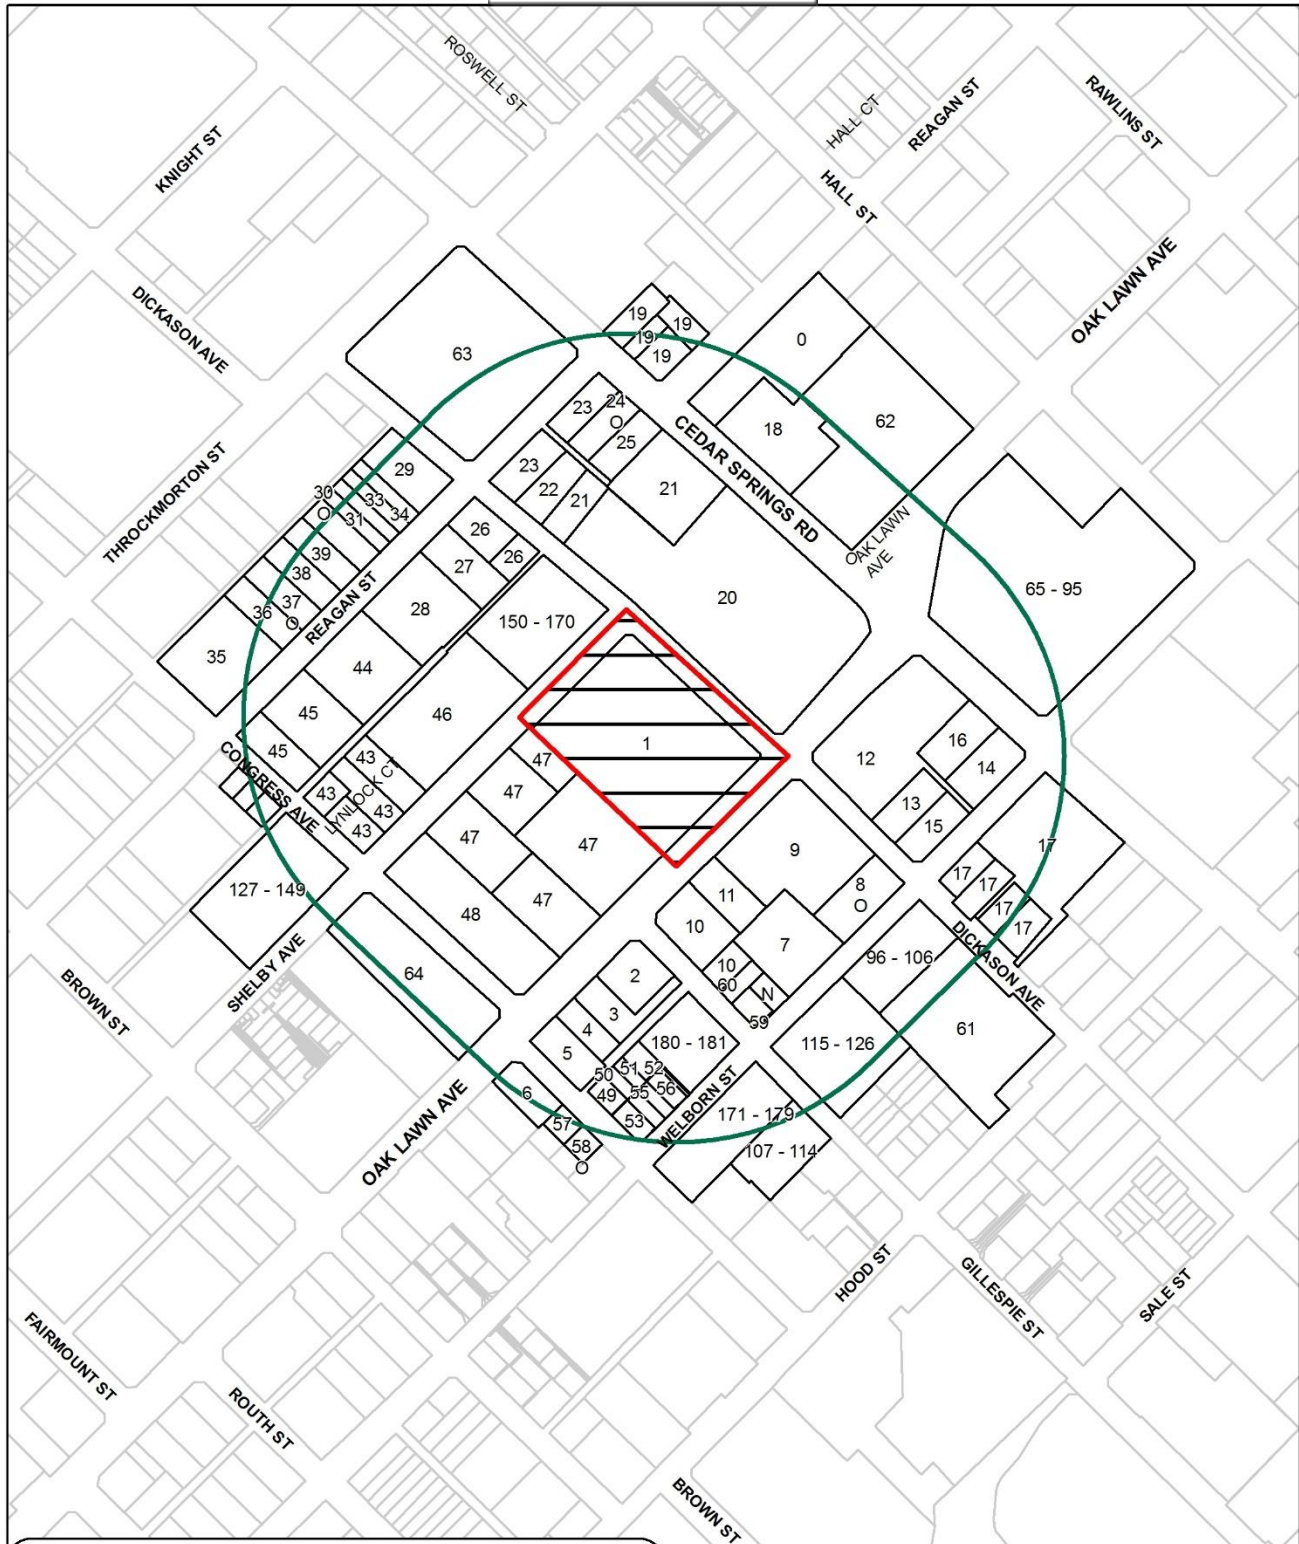 ROSWELL ST
HALL CT
REAGAN ST
RAWLINS ST
KNIGHT ST
HALL ST
OAK LAWN AVE
DICKASON AVE
19
19
19
19
0
63
62
23
24
O
25
18
CEDAR SPRINGS RD
THROCKMORTON ST
29
23
22
21
21
30
O
33
31
34
26
26
OAK LAWN
AVE
39
38
27
65 - 95
37
O
36
REAGAN ST
28
20
150 - 170
35
44
45
46
45
1
16
12
14
43
47
CONGRESS AVE
43
LYNLOCK CT
43
43
47
13
15
47
47
9
17
127 - 149
11
8
O
17
17
48
47
10
17
17
7
DICKASON AVE
96 - 106
SHELBY AVE
64
2
10
60
N
59
BROWN ST
3
4
5
61
180 - 181
115 - 126
50
51
52
49
55
56
6
53
WELBORN ST
171 - 179
57
58
O
107 - 114
OAK LAWN AVE
HOOD ST
GILLESPIE ST
SALE ST
FAIRMOUNT ST
ROUTH ST
BROWN ST